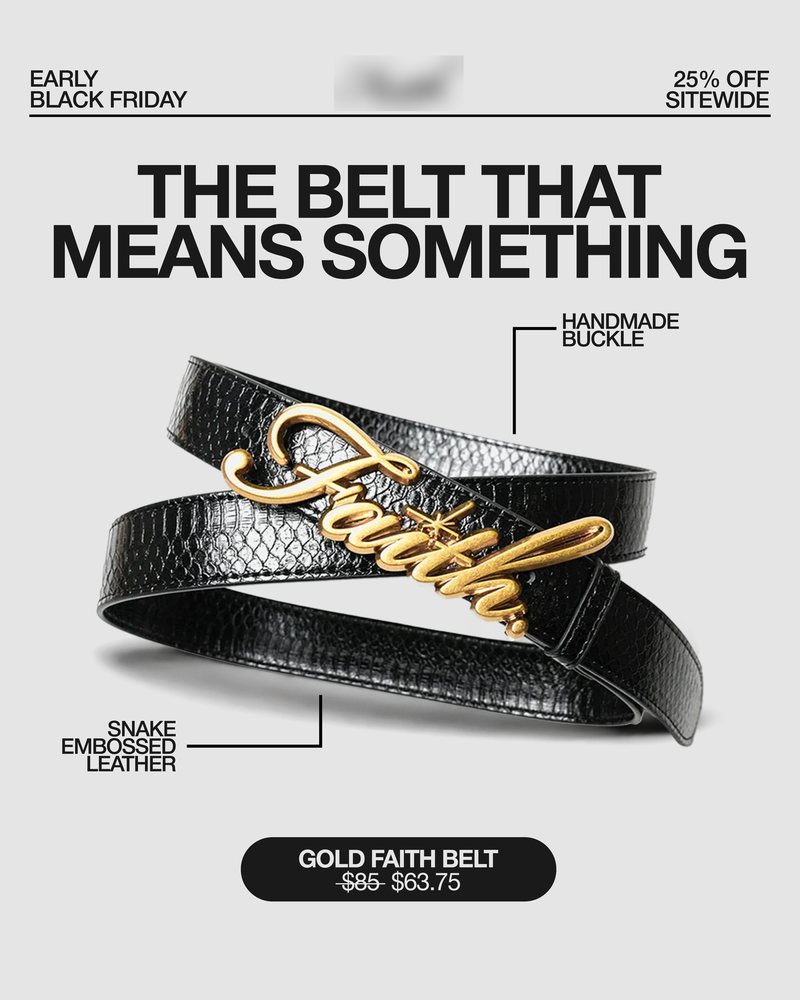 EARLY
BLACK FRIDAY
25% OFF
SITEWIDE
THE BELT THAT
MEANS SOMETHING
HANDMADE
BUCKLE
Faith
SNAKE
EMBOSSED
LEATHER
GOLD FAITH BELT
$85 $63.75